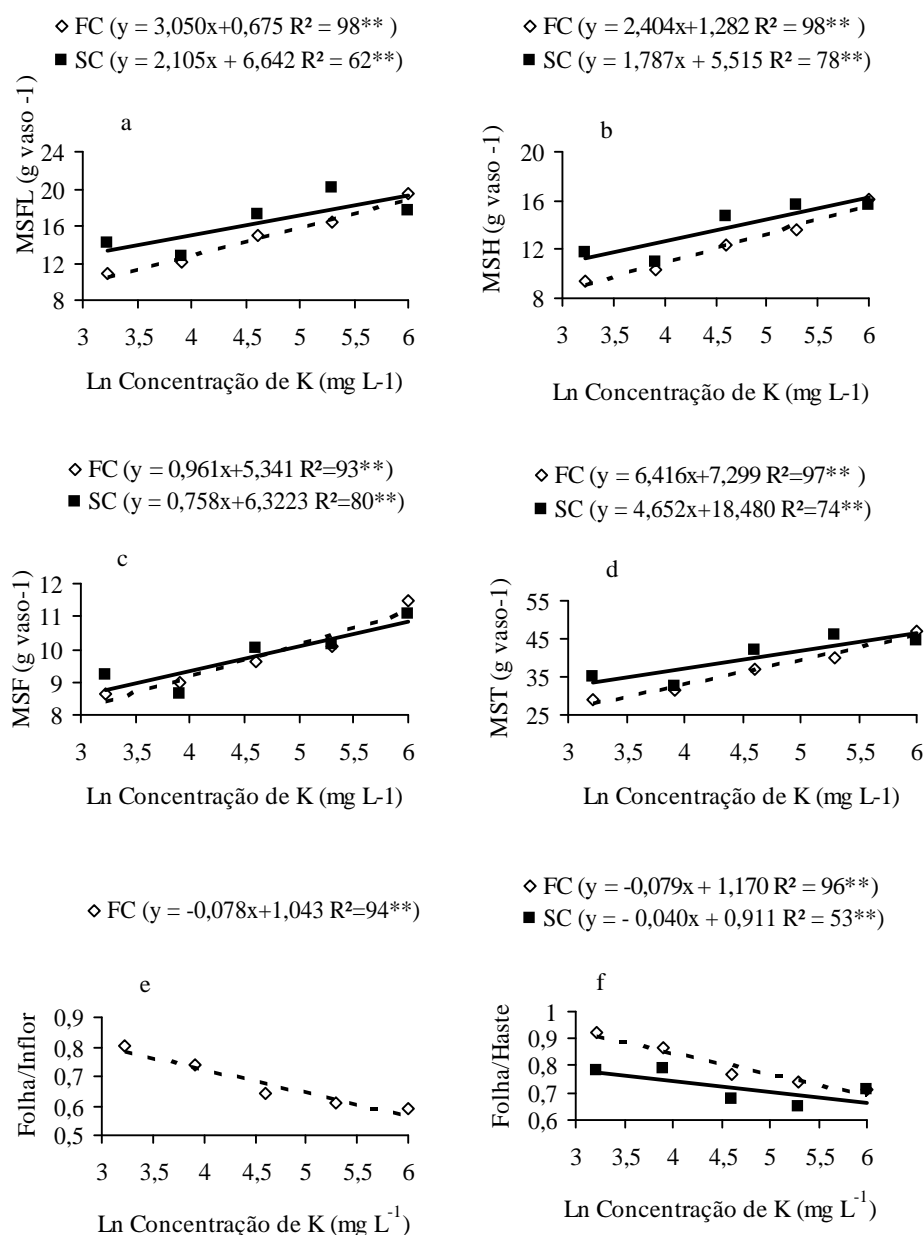 FC (y = 3,050x+0,675 R² = 98**)
SC (y = 2,105x + 6,642 R² = 62**)
a
MSFL (g vaso -1)
24
20
16
12
8
3 3,5 4 4,5 5 5,5 6
Ln Concentração de K (mg L-1)
FC (y = 2,404x+1,282 R² = 98** )
SC (y = 1,787x + 5,515 R² = 78**)
b
MSH (g vaso -1)
20
16
12
8
3 3,5 4 4,5 5 5,5 6
Ln Concentração de K (mg L-1)
FC (y = 0,961x+5,341 R²=93**)
SC (y = 0,758x+6,3223 R²=80**)
c
MSF (g vaso-1)
12
11
10
9
8
3 3,5 4 4,5 5 5,5 6
Ln Concentração de K (mg L-1)
FC (y = 6,416x+7,299 R²=97** )
SC (y = 4,652x+18,480 R²=74**)
d
MST (g vaso-1)
55
45
35
25
3 3,5 4 4,5 5 5,5 6
Ln Concentração de K (mg L-1)
FC (y = -0,078x+1,043 R²=94**)
e
Folha/Inflor
0,9
0,8
0,7
0,6
0,5
3 3,5 4 4,5 5 5,5 6
Ln Concentração de K (mg L⁻¹)
FC (y = -0,079x + 1,170 R² = 96**)
SC (y = - 0,040x + 0,911 R² = 53**)
f
Folha/Haste
1
0,9
0,8
0,7
0,6
3 3,5 4 4,5 5 5,5 6
Ln Concentração de K (mg L⁻¹)